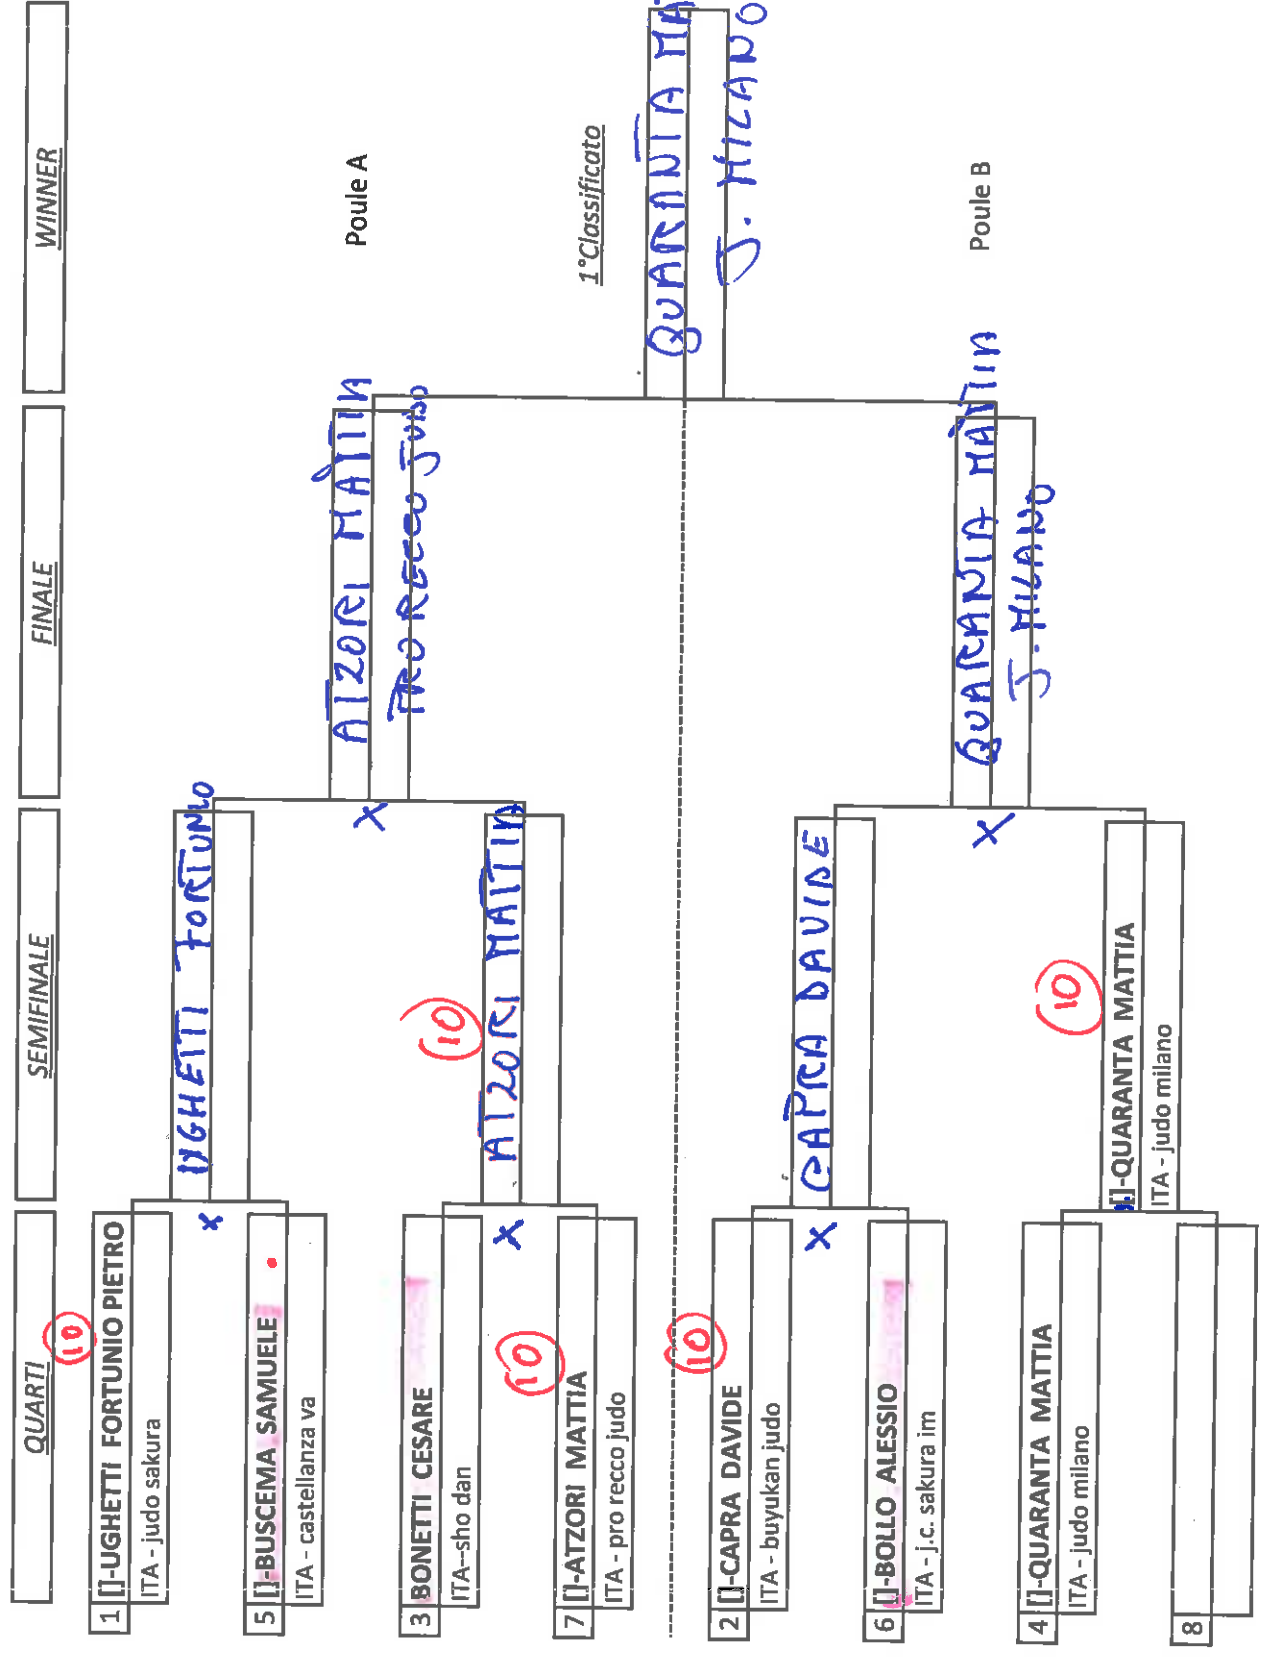 QUARTI
SEMIFINALE
FINALE
WINNER
10
1 []-UGHETTI FORTUNIO PIETRO
ITA - judo sakura
x
UGHETTI FORTUNIO
5 []-BUSCEMA SAMUELE
ITA - castellanza va
X
ATZORI MATTIA
PRO RECCO JUDO
Poule A
3 BONETTI CESARE
ITA--sho dan
X
10
ATZORI MATTIA
10
7 []-ATZORI MATTIA
ITA - pro recco judo
1°Classificato
QUARANTA MA
J. MILANO
10
2 []-CAPRA DAVIDE
ITA - buyukan judo
X
CAPRA DAVIDE
6 []-BOLLO ALESSIO
ITA - j.c. sakura im
X
QUARANTA MATTIA
J. MILANO
Poule B
4 []-QUARANTA MATTIA
ITA - judo milano
10
[]-QUARANTA MATTIA
ITA - judo milano
8